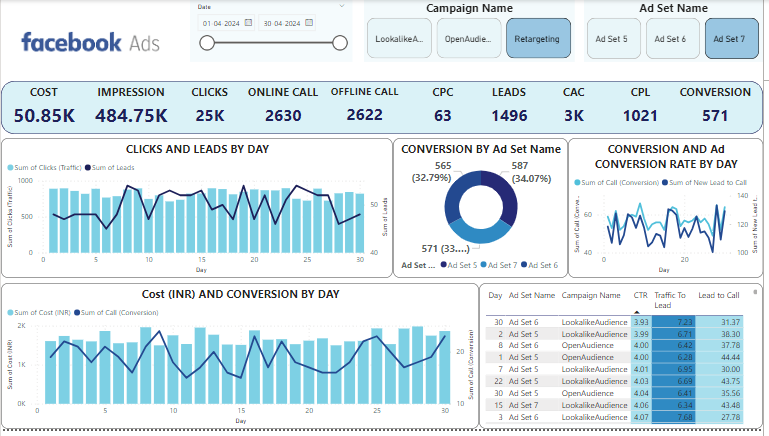 facebook Ads
Date
01-04-2024 30-04-2024
Campaign Name
LookalikeA... OpenAudie... Retargeting
Ad Set Name
Ad Set 5 Ad Set 6 Ad Set 7
COST IMPRESSION CLICKS ONLINE CALL OFFLINE CALL CPC LEADS CAC CPL CONVERSION
50.85K 484.75K 25K 2630 2622 63 1496 3K 1021 571
CLICKS AND LEADS BY DAY
Sum of Clicks (Traffic) Sum of Leads
Sum of Clicks (Traffic)
1000
500
0
50
40
Sum of Leads
0 5 10 15 20 25 30
Day
CONVERSION BY Ad Set Name
565
(32.79%)
587
(34.07%)
571 (33....)
Ad Set ... Ad Set 5 Ad Set 7 Ad Set 6
CONVERSION AND Ad
CONVERSION RATE BY DAY
Sum of Call (Conversion) Sum of New Lead to Call
Sum of Call (Conve...
60
40
140
120
100
Sum of New Lead t...
0 20
Day
Cost (INR) AND CONVERSION BY DAY
Sum of Cost (INR) Sum of Call (Conversion)
Sum of Cost (INR)
2K
1K
0K
20
10
Sum of Call (Conversion)
0 5 10 15 20 25 30
Day
Day Ad Set Name Campaign Name CTR Traffic To Lead Lead to Call
30 Ad Set 6 LookalikeAudience 3.93 7.23 31.37
2 Ad Set 5 LookalikeAudience 3.99 6.71 38.30
8 Ad Set 6 OpenAudience 4.00 6.42 37.78
1 Ad Set 5 OpenAudience 4.00 6.28 44.44
7 Ad Set 5 LookalikeAudience 4.01 6.95 30.00
22 Ad Set 5 LookalikeAudience 4.03 6.69 43.75
30 Ad Set 5 OpenAudience 4.04 6.41 35.56
15 Ad Set 7 LookalikeAudience 4.06 6.34 43.48
3 Ad Set 6 LookalikeAudience 4.07 7.68 27.78